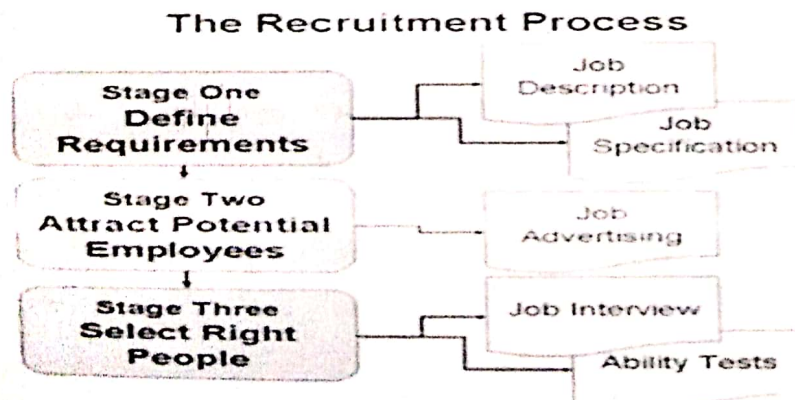 The Recruitment Process
Stage One
Define
Requirements
Job
Description
Job
Specification
Stage Two
Attract Potential
Employees
Job
Advertising
Stage Three
Select Right
People
Job Interview
Ability Tests